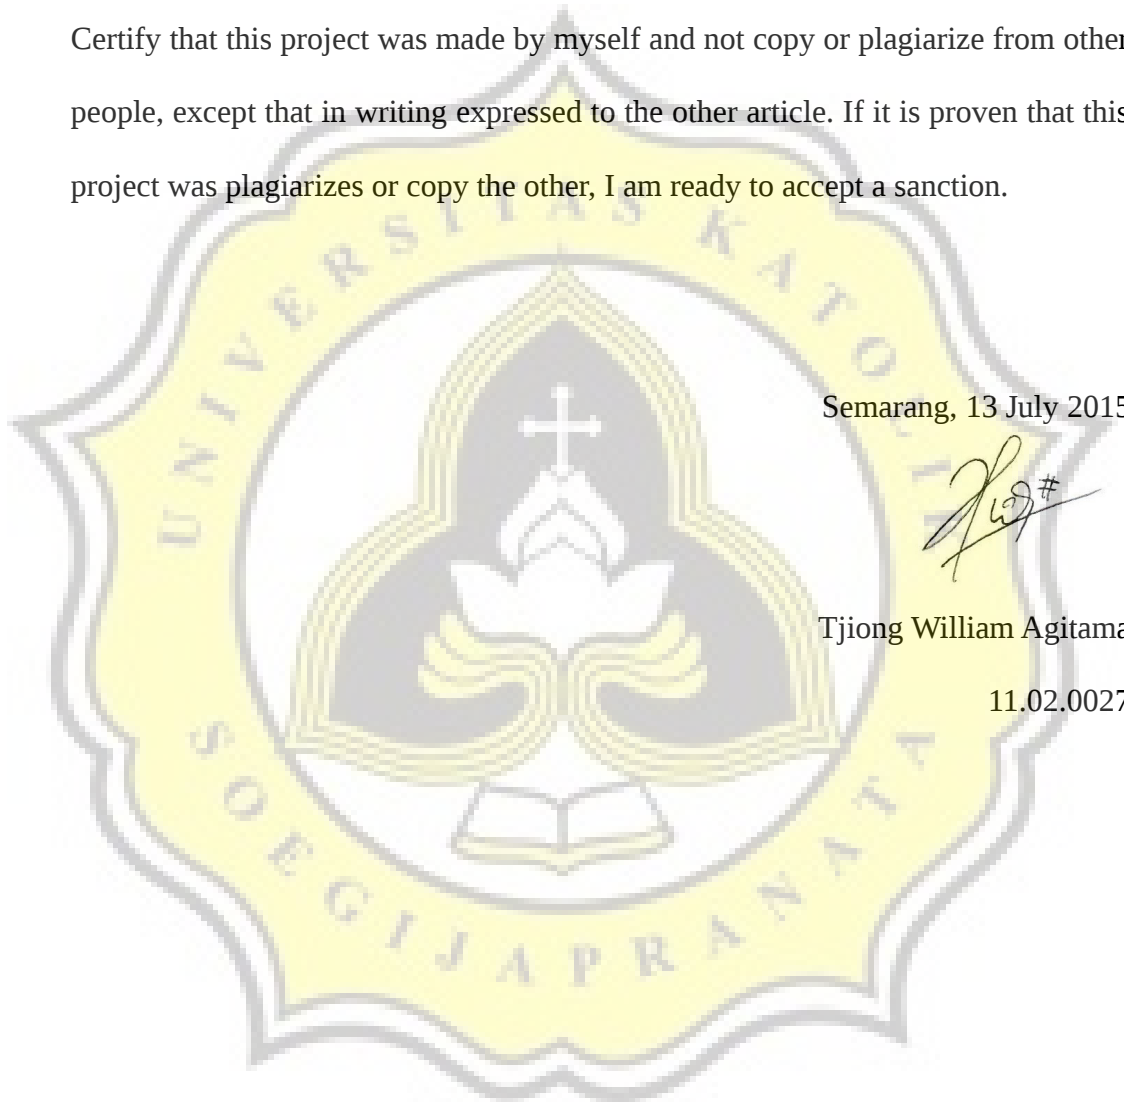 Certify that this project was made by myself and not copy or plagiarize from other
people, except that in writing expressed to the other article. If it is proven that this
project was plagiarizes or copy the other, I am ready to accept a sanction.
UNIVERSITAS KATOLIK
Semarang, 13 July 2015
Tjiong William Agitama
11.02.0027
SOEGIJAPRANATA